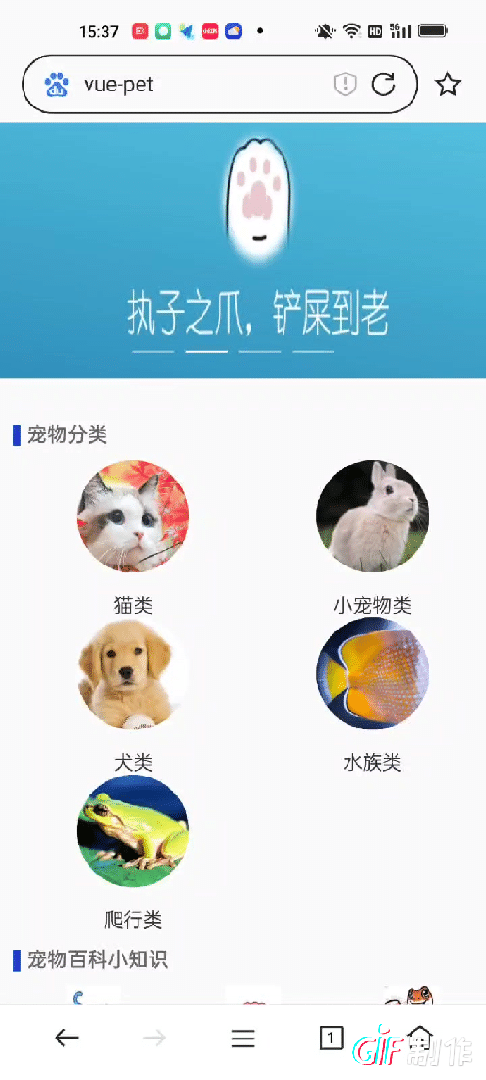 15:37
HD
5G
vue-pet
执子之爪，铲屎到老
宠物分类
猫类
小宠物类
犬类
水族类
爬行类
宠物百科小知识
1
GIF制作